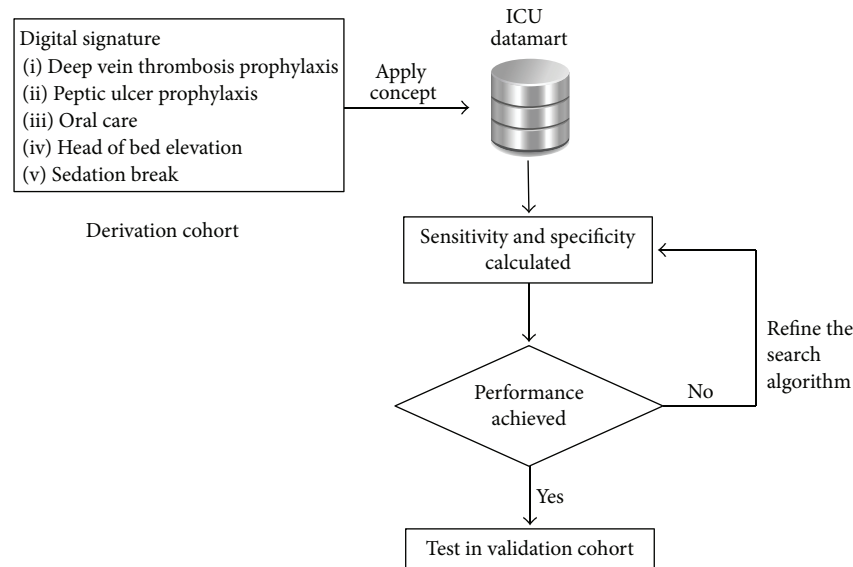 Digital signature
(i) Deep vein thrombosis prophylaxis
(ii) Peptic ulcer prophylaxis
(iii) Oral care
(iv) Head of bed elevation
(v) Sedation break
Derivation cohort
Apply
concept
ICU
datamart
Sensitivity and specificity
calculated
Performance
achieved
No
Refine the
search
algorithm
Yes
Test in validation cohort